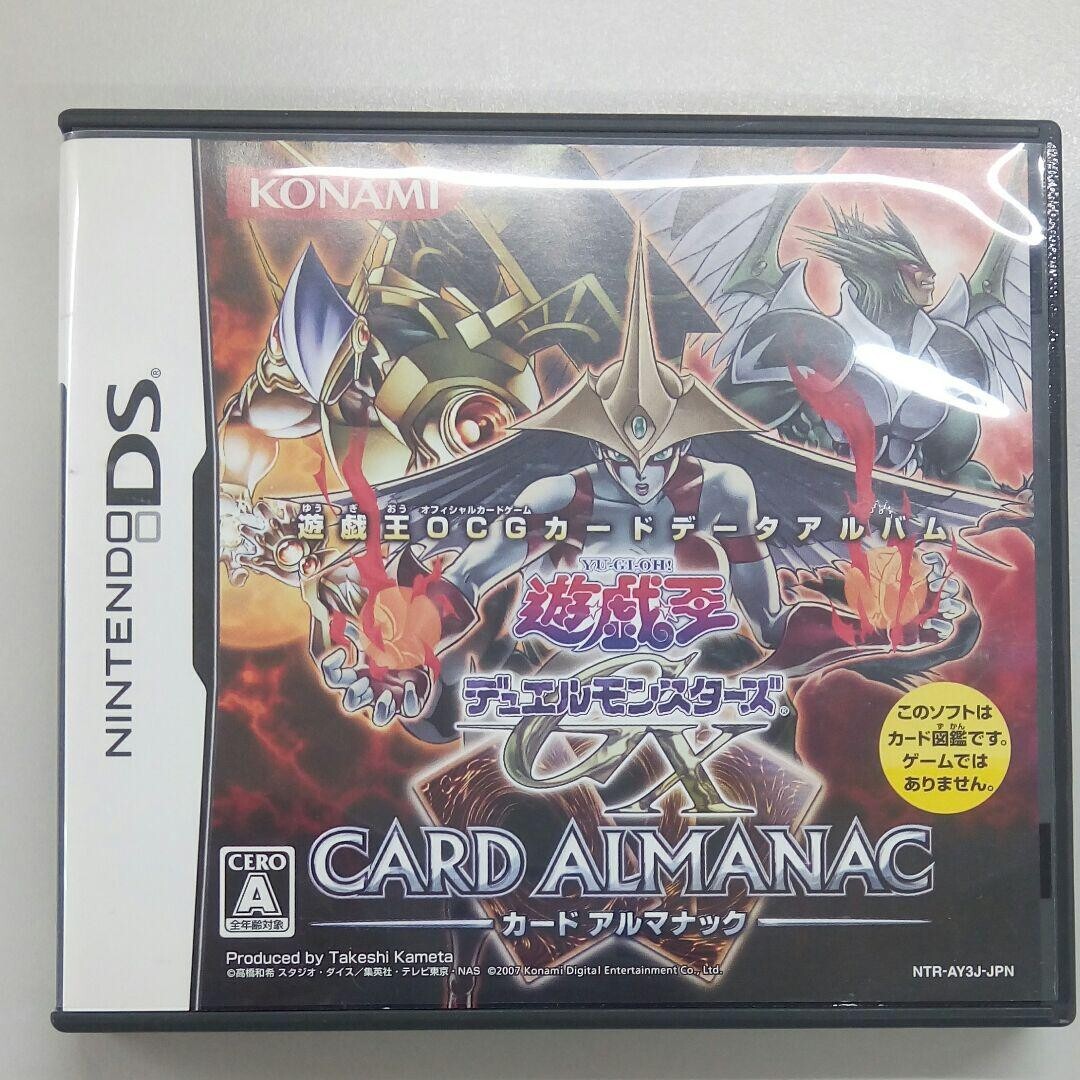 KONAMI
NINTENDO DS®
ゆう ぎ おう オフィシャルカードゲーム
遊戯王OCGカードデータアルバム
YU-GI-OH!
遊戯王
デュエルモンスターズ®
GX
CARD ALMANAC
カード アルマナック
このソフトは
ずかん
カード図鑑です。
ゲームでは
ありません。
CERO
A
全年齢対象
Produced by Takeshi Kameta
©高橋和希 スタジオ・ダイス/集英社・テレビ東京・NAS ©2007 Konami Digital Entertainment Co., Ltd.
NTR-AY3J-JPN